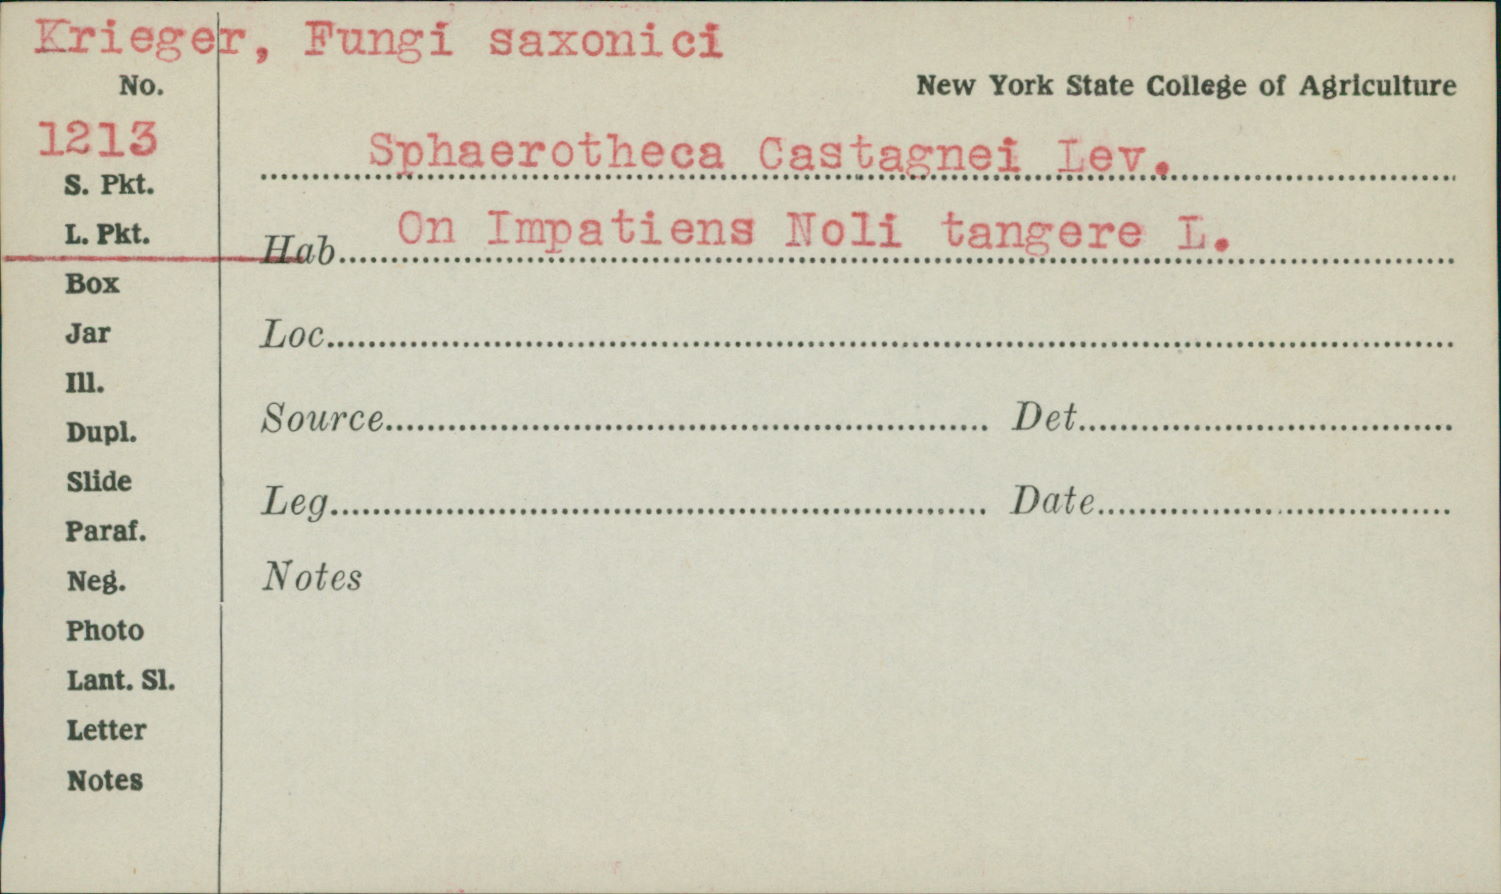 Krieger, Fungi saxonici
No.
New York State College of Agriculture
1213
Sphaerotheca Castagnei Lev.
S. Pkt.
L. Pkt.
Hab. On Impatiens Noli tangere L.
Box
Jar
Loc.
Ill.
Dupl.
Source Det.
Slide
Leg. Date
Paraf.
Neg.
Notes
Photo
Lant. Sl.
Letter
Notes